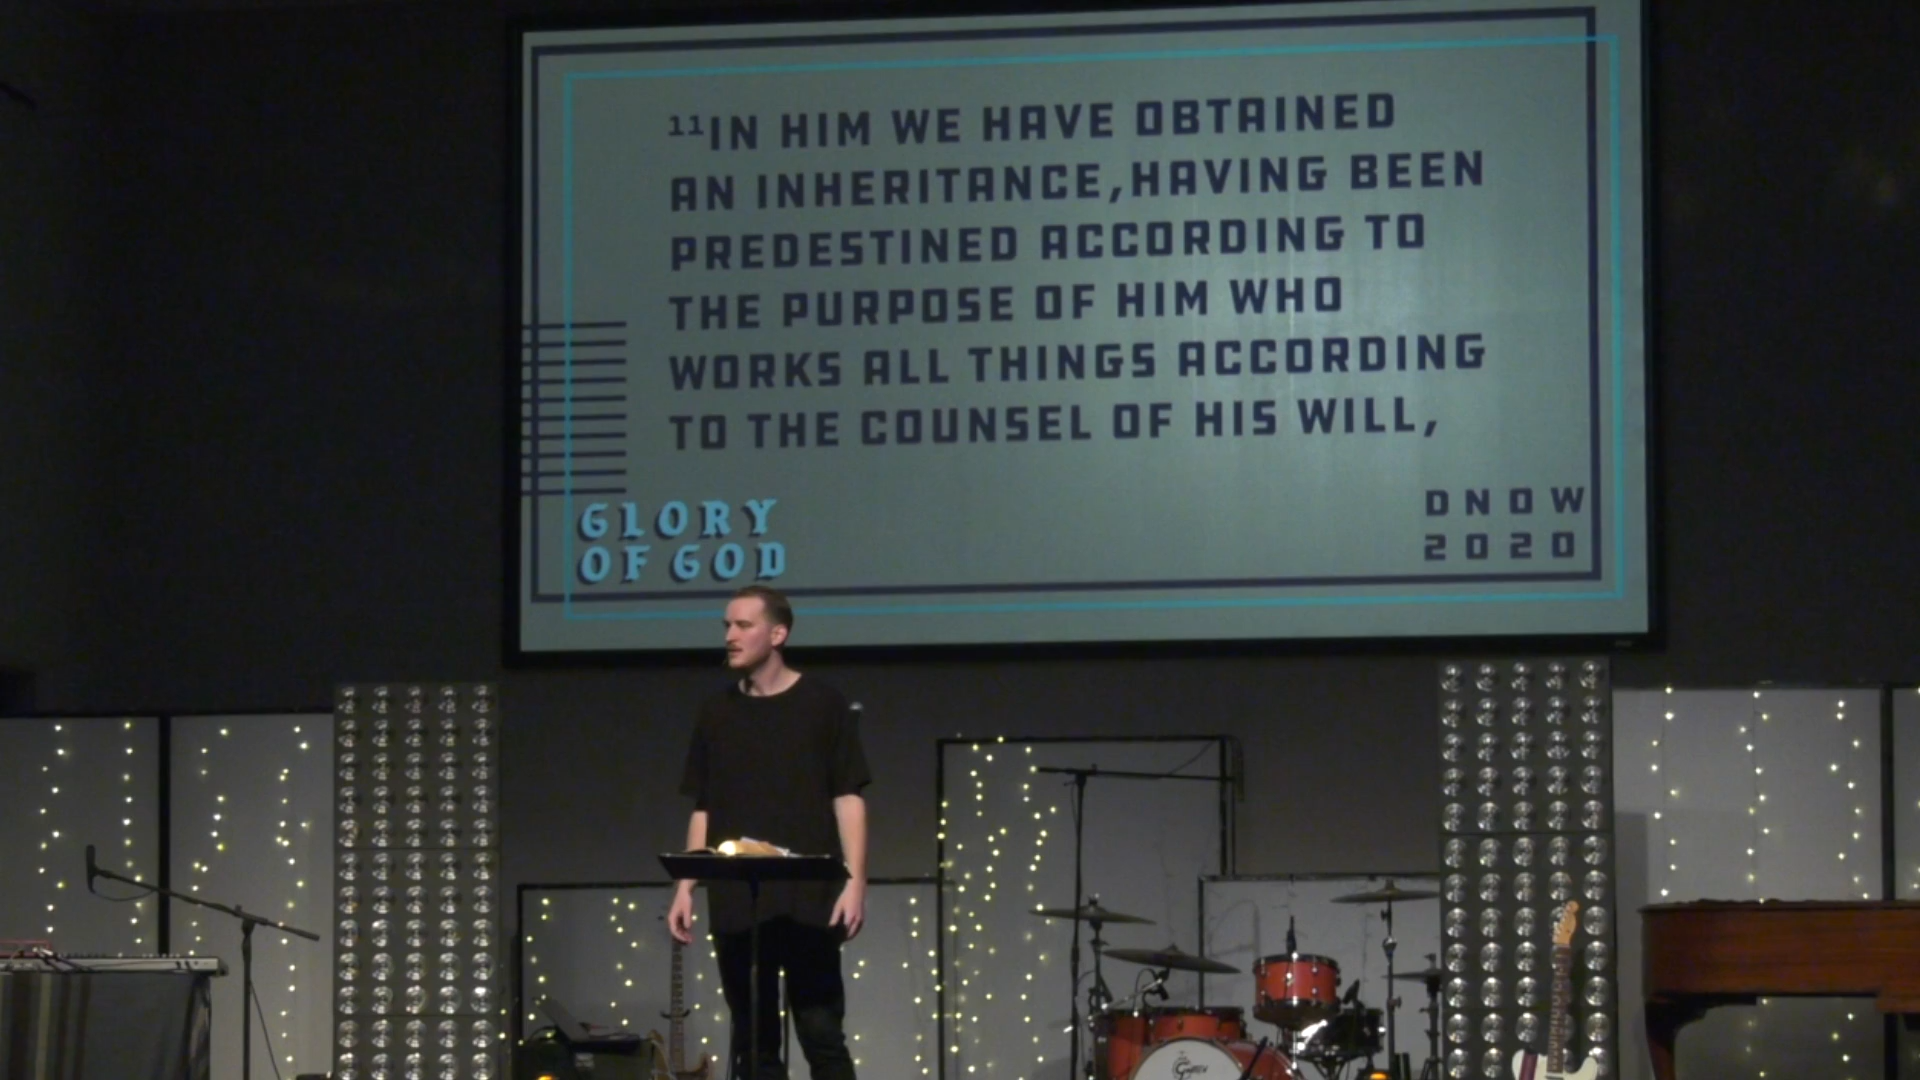 ¹¹IN HIM WE HAVE OBTAINED
AN INHERITANCE,HAVING BEEN
PREDESTINED ACCORDING TO
THE PURPOSE OF HIM WHO
WORKS ALL THINGS ACCORDING
TO THE COUNSEL OF HIS WILL,
GLORY
OF GOD
DNOW
2020
Gretsch